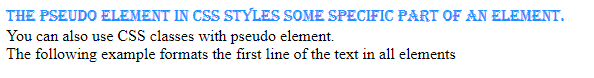 THE PSEUDO ELEMENT IN CSS STYLES SOME SPECIFIC PART OF AN ELEMENT.
You can also use CSS classes with pseudo element.
The following example formats the first line of the text in all elements